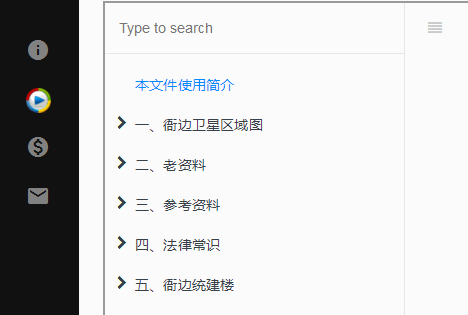 Type to search
本文件使用简介
一、衙边卫星区域图
二、老资料
三、参考资料
四、法律常识
五、衙边统建楼